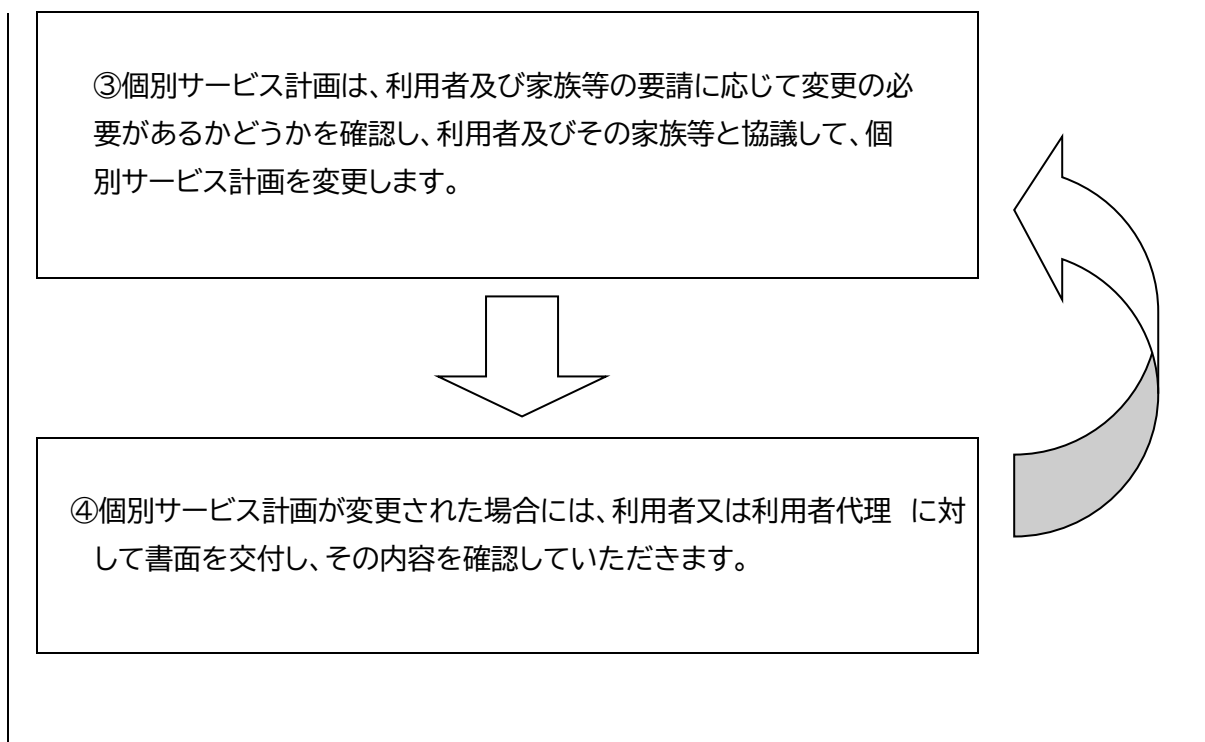 ③個別サービス計画は、利用者及び家族等の要請に応じて変更の必
要があるかどうかを確認し、利用者及びその家族等と協議して、個
別サービス計画を変更します。
④個別サービス計画が変更された場合には、利用者又は利用者代理 に対
して書面を交付し、その内容を確認していただきます。